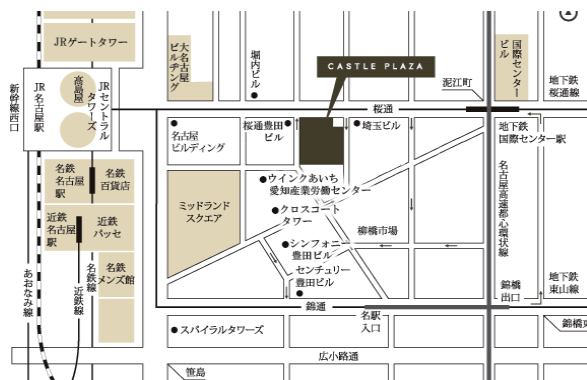 JRゲートタワー
大名古屋
ビルヂング
堀内ビル
CASTLE PLAZA
国際センター
ビル
泥江町
地下鉄
桜通線
新幹線西口
JR
名古屋駅
髙島屋
JRセントラル
タワーズ
桜通
名古屋
ビルディング
桜通豊田
ビル
埼玉ビル
地下鉄
国際センター駅
名鉄
名古屋
駅
名鉄
百貨店
ウインクあいち
愛知産業労働センター
ミッドランド
スクエア
クロスコート
タワー
柳橋市場
名古屋高速都心環状線
近鉄
名古屋
駅
近鉄
パッセ
シンフォニー
豊田ビル
センチュリー
豊田ビル
名鉄
メンズ館
あおなみ線
近鉄線
名鉄線
錦橋
出口
地下鉄
東山線
錦通
名駅
入口
スパイラルタワーズ
錦橋東
広小路通
笹島